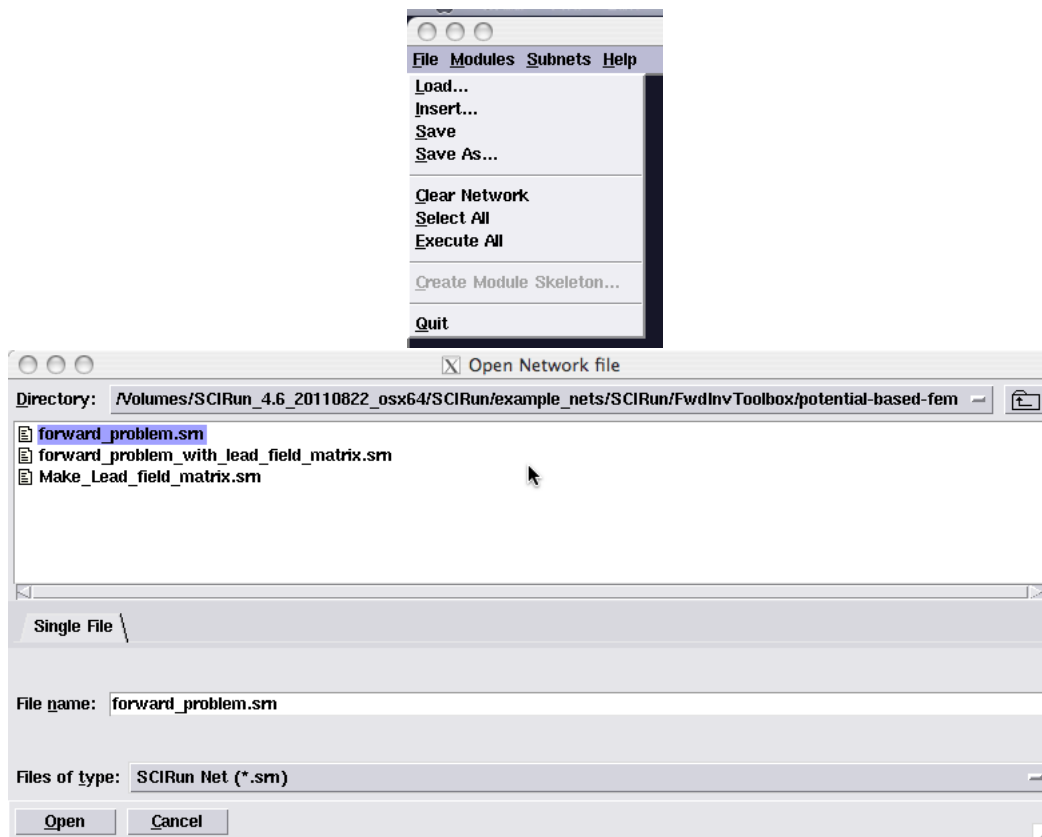 File Modules Subnets Help
Load...
Insert...
Save
Save As...
Clear Network
Select All
Execute All
Create Module Skeleton...
Quit
X Open Network file
Directory: /Volumes/SCIRun_4.6_20110822_osx64/SCIRun/example_nets/SCIRun/FwdInvToolbox/potential-based-fem
forward_problem.srn
forward_problem_with_lead_field_matrix.srn
Make_Lead_field_matrix.srn
Single File
File name: forward_problem.srn
Files of type: SCIRun Net (*.srn)
Open Cancel